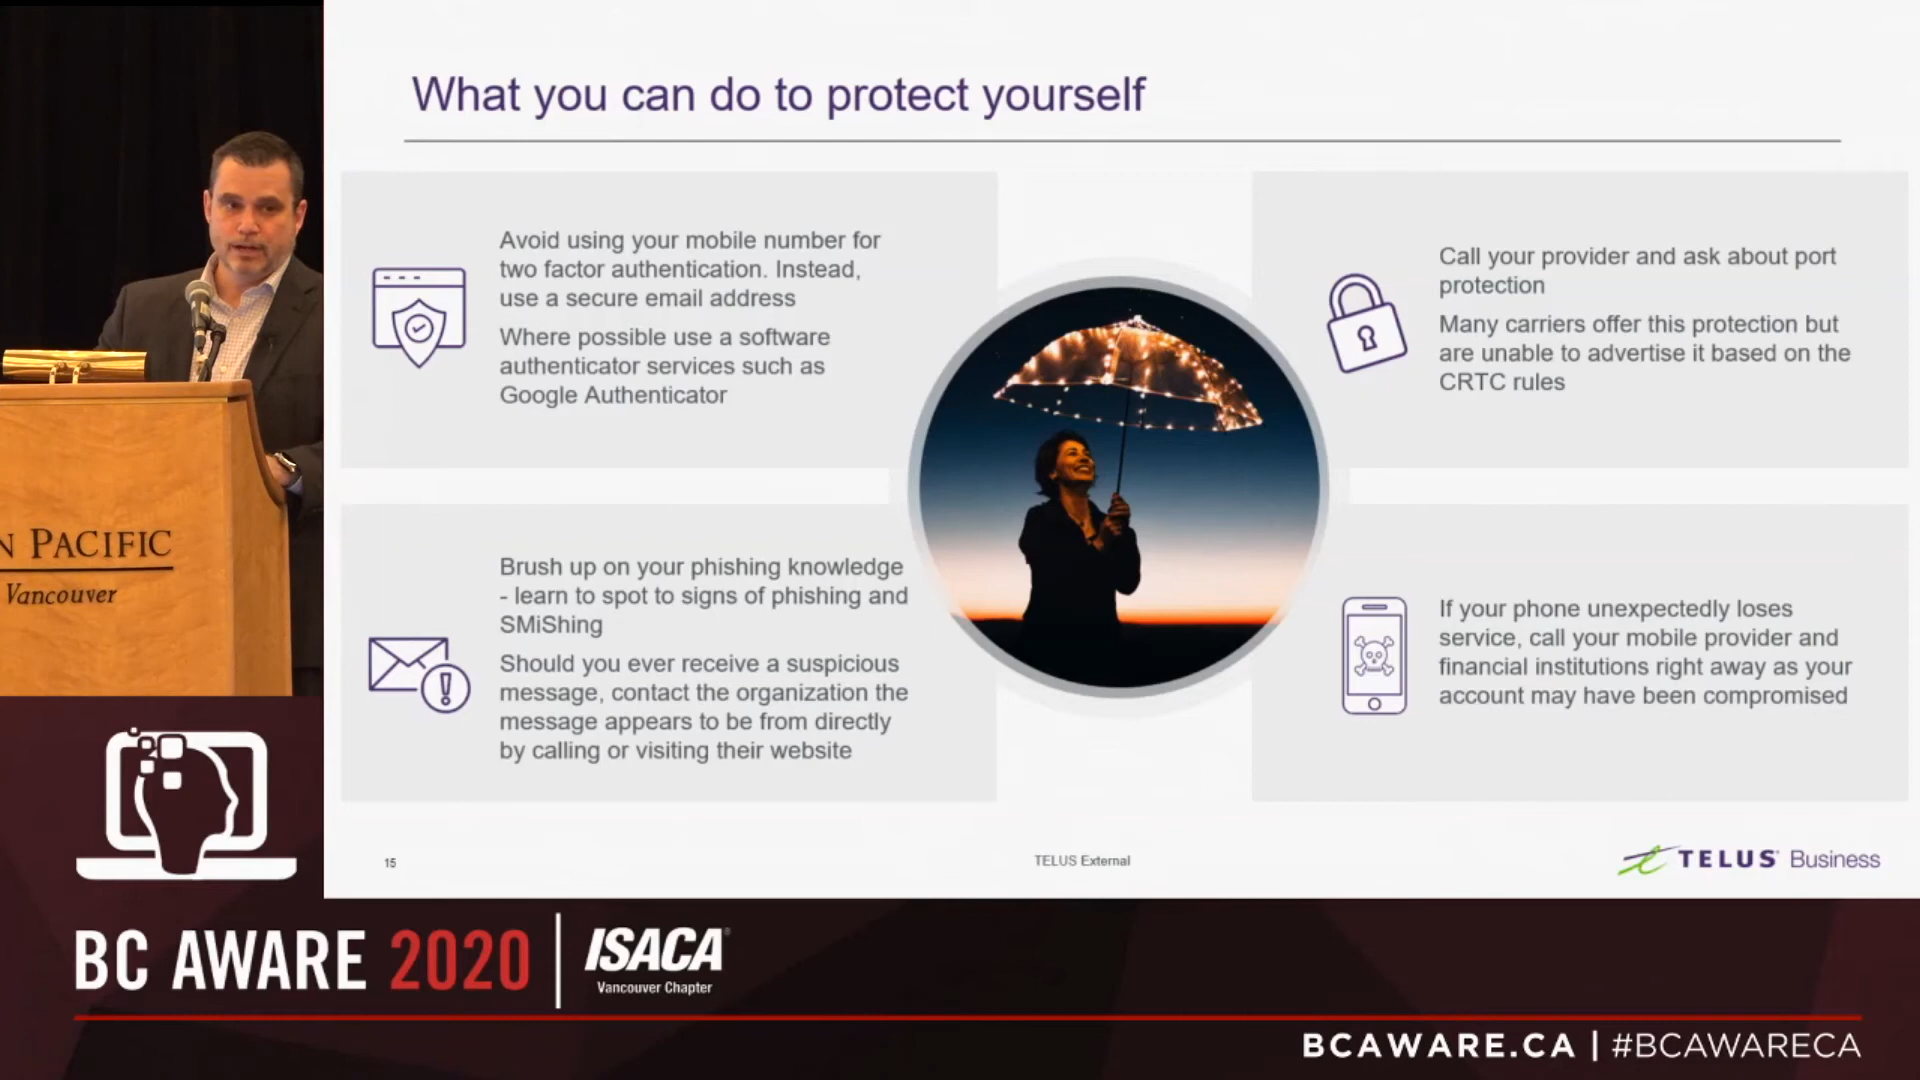 What you can do to protect yourself
Avoid using your mobile number for
two factor authentication. Instead,
use a secure email address
Where possible use a software
authenticator services such as
Google Authenticator
Call your provider and ask about port
protection
Many carriers offer this protection but
are unable to advertise it based on the
CRTC rules
Brush up on your phishing knowledge
- learn to spot to signs of phishing and
SMiShing
Should you ever receive a suspicious
message, contact the organization the
message appears to be from directly
by calling or visiting their website
If your phone unexpectedly loses
service, call your mobile provider and
financial institutions right away as your
account may have been compromised
15
TELUS External
TELUS Business
N PACIFIC
Vancouver
BC AWARE 2020
ISACA®
Vancouver Chapter
BCAWARE.CA | #BCAWARECA